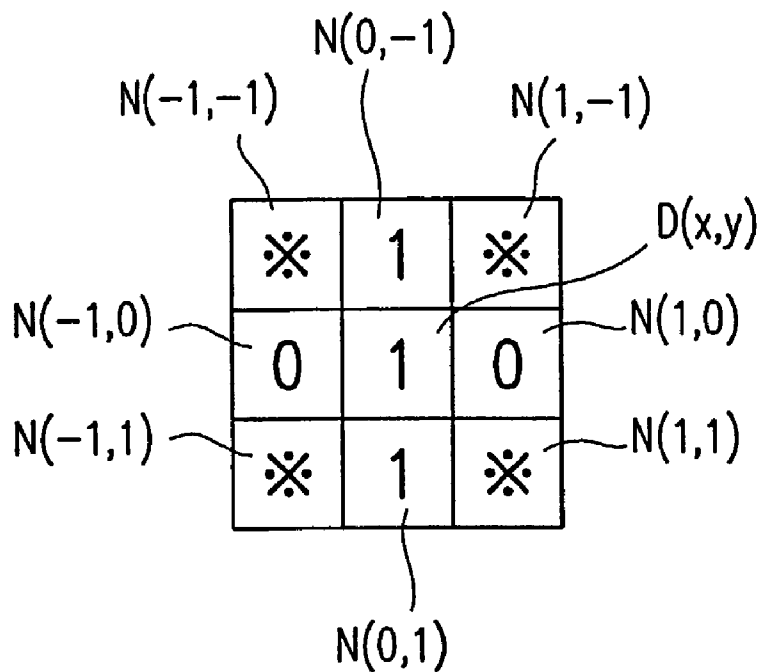 N(0,−1)
N(−1,−1) N(1,−1)
D(x,y)
※ 1 ※
N(−1,0) N(1,0)
0 1 0
N(−1,1) N(1,1)
※ 1 ※
N(0,1)